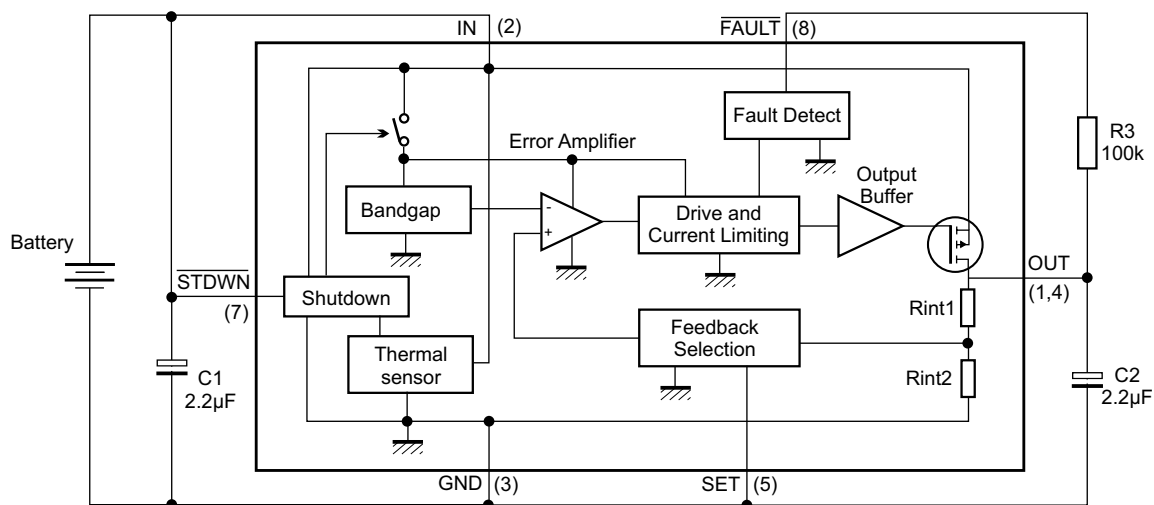 IN (2)
FAULT (8)
Fault Detect
R3
100k
Error Amplifier
Output
Buffer
Bandgap
Drive and
Current Limiting
Battery
STDWN
(7)
OUT
(1,4)
Shutdown
Rint1
Feedback
Selection
Thermal
sensor
Rint2
C1
2.2µF
C2
2.2µF
-
+
GND (3)
SET (5)